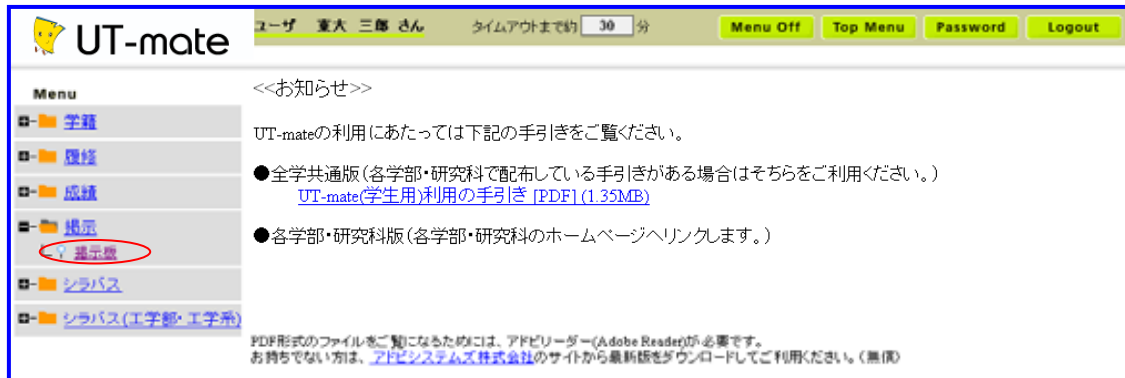 UT-mate
ユーザ 東大 三郎 さん タイムアウトまで約 30 分 Menu Off Top Menu Password Logout
Menu
学籍
履修
成績
掲示
掲示版
シラバス
シラバス(工学部・工学系)
<<お知らせ>>
UT-mateの利用にあたっては下記の手引きをご覧ください。
●全学共通版(各学部・研究科で配布している手引きがある場合はそちらをご利用ください。)
UT-mate(学生用)利用の手引き [PDF] (1.35MB)
●各学部・研究科版(各学部・研究科のホームページへリンクします。)
PDF形式のファイルをご覧になるためには、アドビリーダー(Adobe Reader)が必要です。
お持ちでない方は、アドビシステムズ株式会社のサイトから最新版をダウンロードしてご利用ください。(無償)